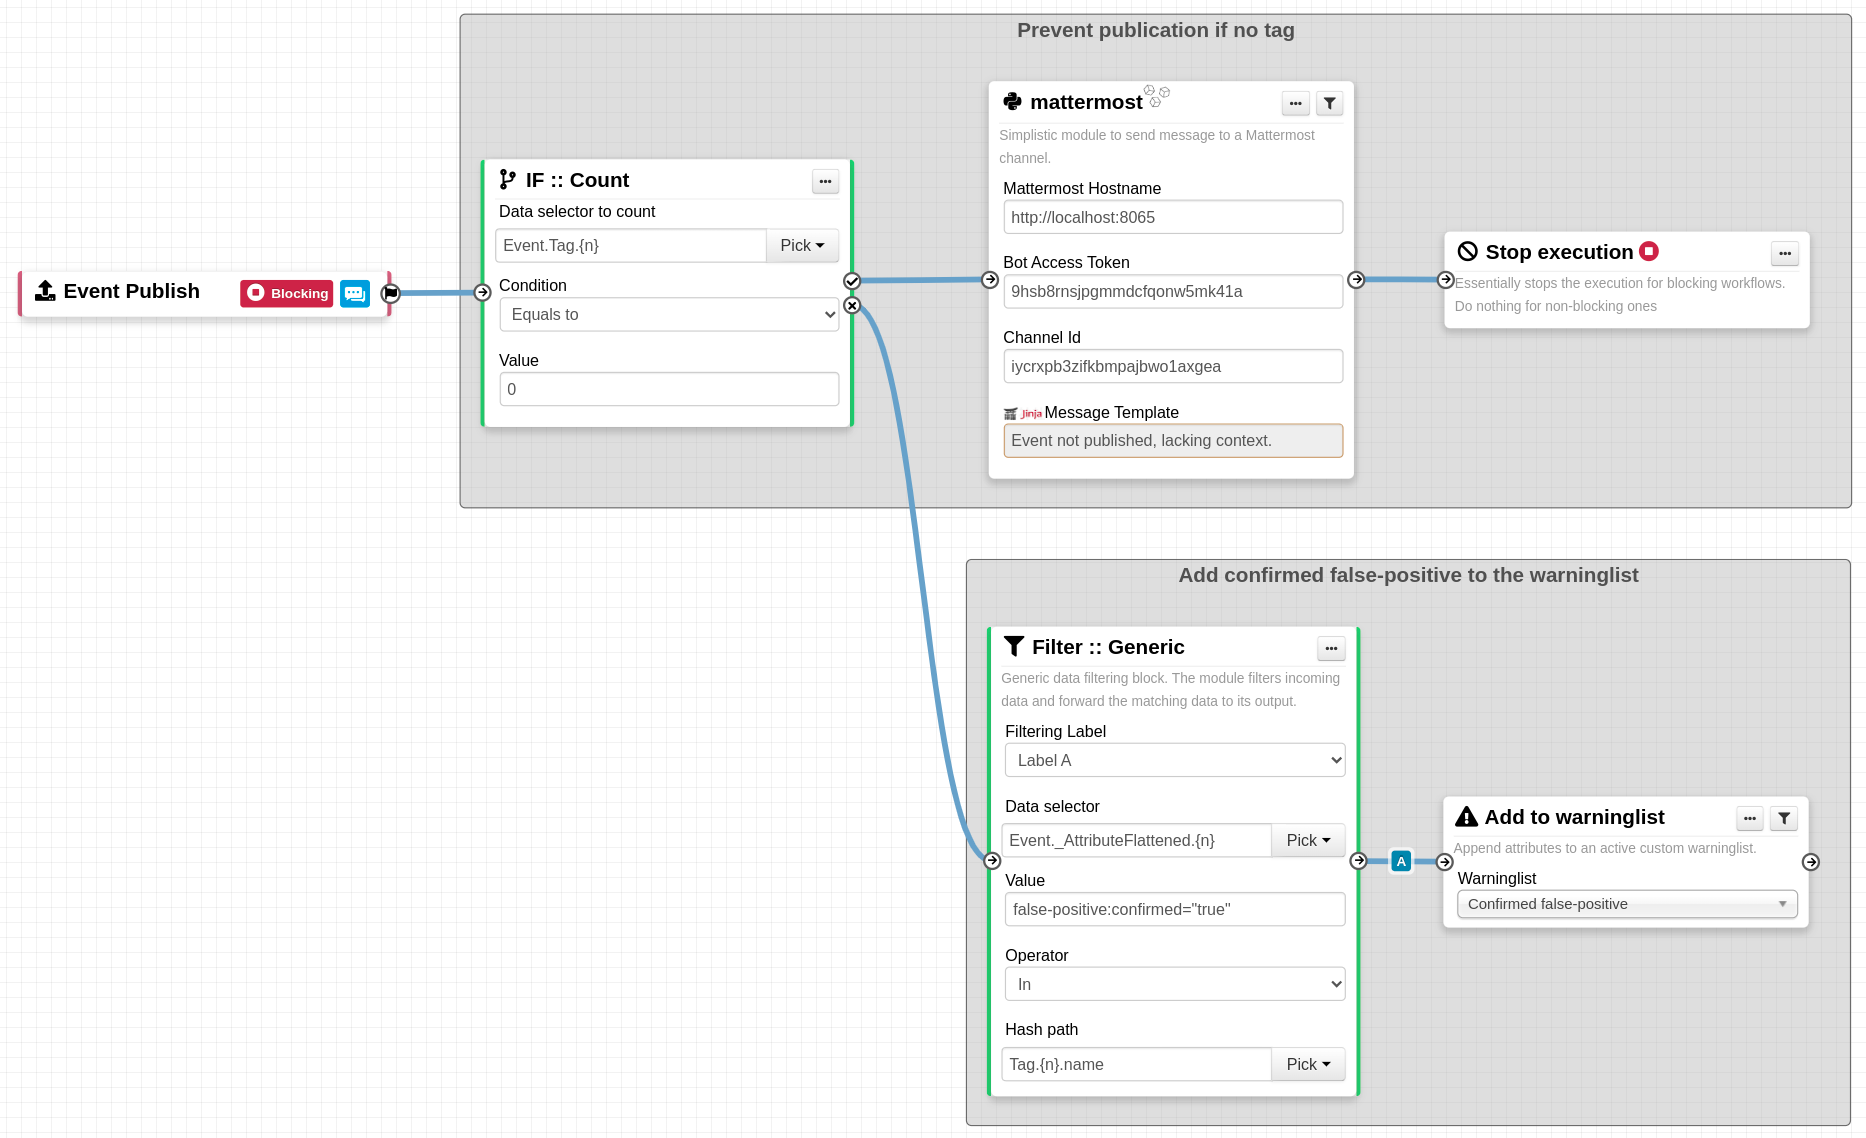 Prevent publication if no tag
mattermost
Simplistic module to send message to a Mattermost
channel.
Mattermost Hostname
http://localhost:8065
Bot Access Token
9hsb8rnsjpgmmdcfqonw5mk41a
Channel Id
iycrxpb3zifkbmpajbwo1axgea
Jinja Message Template
Event not published, lacking context.
IF :: Count
Data selector to count
Event.Tag.{n}
Pick
Condition
Equals to
Value
0
Event Publish
Blocking
Stop execution
Essentially stops the execution for blocking workflows.
Do nothing for non-blocking ones
Add confirmed false-positive to the warninglist
Filter :: Generic
Generic data filtering block. The module filters incoming
data and forward the matching data to its output.
Filtering Label
Label A
Data selector
Event._AttributeFlattened.{n}
Pick
Value
false-positive:confirmed="true"
Operator
In
Hash path
Tag.{n}.name
Pick
A
Add to warninglist
Append attributes to an active custom warninglist.
Warninglist
Confirmed false-positive